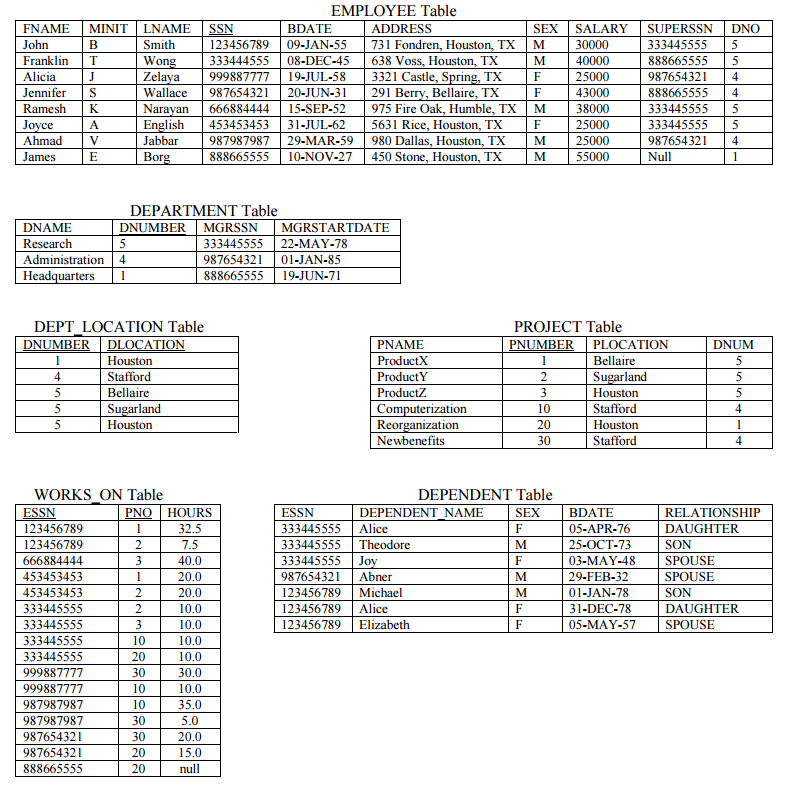 EMPLOYEE Table
FNAME MINIT LNAME SSN BDATE ADDRESS SEX SALARY SUPERSSN DNO
John B Smith 123456789 09-JAN-55 731 Fondren, Houston, TX M 30000 333445555 5
Franklin T Wong 333444555 08-DEC-45 638 Voss, Houston, TX M 40000 888665555 5
Alicia J Zelaya 999887777 19-JUL-58 3321 Castle, Spring, TX F 25000 987654321 4
Jennifer S Wallace 987654321 20-JUN-31 291 Berry, Bellaire, TX F 43000 888665555 4
Ramesh K Narayan 666884444 15-SEP-52 975 Fire Oak, Humble, TX M 38000 333445555 5
Joyce A English 453453453 31-JUL-62 5631 Rice, Houston, TX F 25000 333445555 5
Ahmad V Jabbar 987987987 29-MAR-59 980 Dallas, Houston, TX M 25000 987654321 4
James E Borg 888665555 10-NOV-27 450 Stone, Houston, TX M 55000 Null 1
DEPARTMENT Table
DNAME DNUMBER MGRSSN MGRSTARTDATE
Research 5 333445555 22-MAY-78
Administration 4 987654321 01-JAN-85
Headquarters 1 888665555 19-JUN-71
DEPT_LOCATION Table
DNUMBER DLOCATION
1 Houston
4 Stafford
5 Bellaire
5 Sugarland
5 Houston
PROJECT Table
PNAME PNUMBER PLOCATION DNUM
ProductX 1 Bellaire 5
ProductY 2 Sugarland 5
ProductZ 3 Houston 5
Computerization 10 Stafford 4
Reorganization 20 Houston 1
Newbenefits 30 Stafford 4
WORKS_ON Table
ESSN PNO HOURS
123456789 1 32.5
123456789 2 7.5
666884444 3 40.0
453453453 1 20.0
453453453 2 20.0
333445555 2 10.0
333445555 3 10.0
333445555 10 10.0
333445555 20 10.0
999887777 30 30.0
999887777 10 10.0
987987987 10 35.0
987987987 30 5.0
987654321 30 20.0
987654321 20 15.0
888665555 20 null
DEPENDENT Table
ESSN DEPENDENT_NAME SEX BDATE RELATIONSHIP
333445555 Alice F 05-APR-76 DAUGHTER
333445555 Theodore M 25-OCT-73 SON
333445555 Joy F 03-MAY-48 SPOUSE
987654321 Abner M 29-FEB-32 SPOUSE
123456789 Michael M 01-JAN-78 SON
123456789 Alice F 31-DEC-78 DAUGHTER
123456789 Elizabeth F 05-MAY-57 SPOUSE